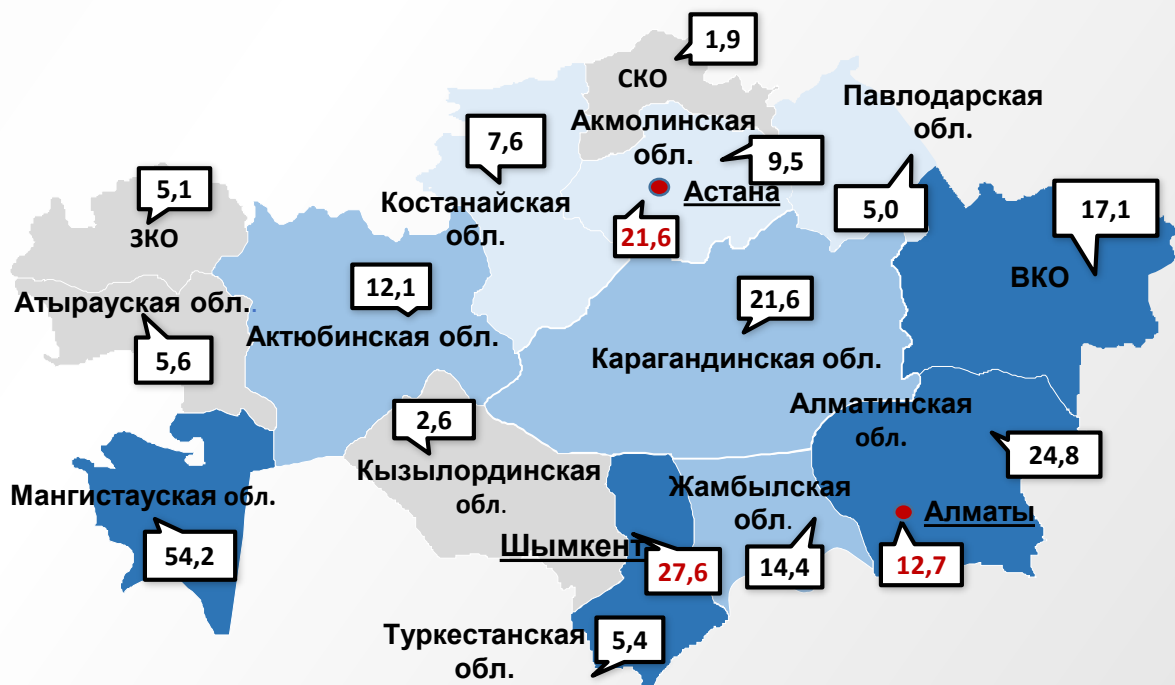 1,9
СКО
Павлодарская
обл.
Акмолинская
обл.
7,6
9,5
5,1
Астана
Костанайская
обл.
5,0
17,1
ЗКО
21,6
ВКО
12,1
21,6
Атырауская обл..
Актюбинская обл.
5,6
Карагандинская обл.
Алматинская
обл.
2,6
24,8
Кызылординская
обл.
Жамбылская
обл.
Мангистауская обл.
Алматы
54,2
Шымкент
27,6
14,4
12,7
Туркестанская
обл.
5,4